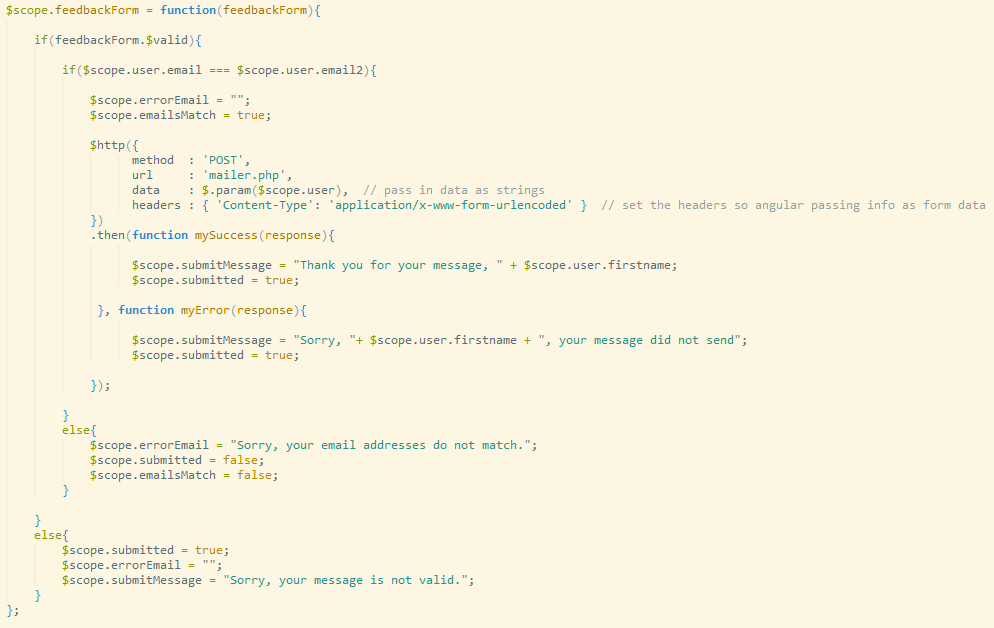 $scope.feedbackForm = function(feedbackForm){
if(feedbackForm.$valid){
if($scope.user.email === $scope.user.email2){
$scope.errorEmail = "";
$scope.emailsMatch = true;
$http({
method : 'POST',
url : 'mailer.php',
data : $.param($scope.user), // pass in data as strings
headers : { 'Content-Type': 'application/x-www-form-urlencoded' } // set the headers so angular passing info as form data
})
.then(function mySuccess(response){
$scope.submitMessage = "Thank you for your message, " + $scope.user.firstname;
$scope.submitted = true;
}, function myError(response){
$scope.submitMessage = "Sorry, "+ $scope.user.firstname + ", your message did not send";
$scope.submitted = true;
});
}
else{
$scope.errorEmail = "Sorry, your email addresses do not match.";
$scope.submitted = false;
$scope.emailsMatch = false;
}
}
else{
$scope.submitted = true;
$scope.errorEmail = "";
$scope.submitMessage = "Sorry, your message is not valid.";
}
};